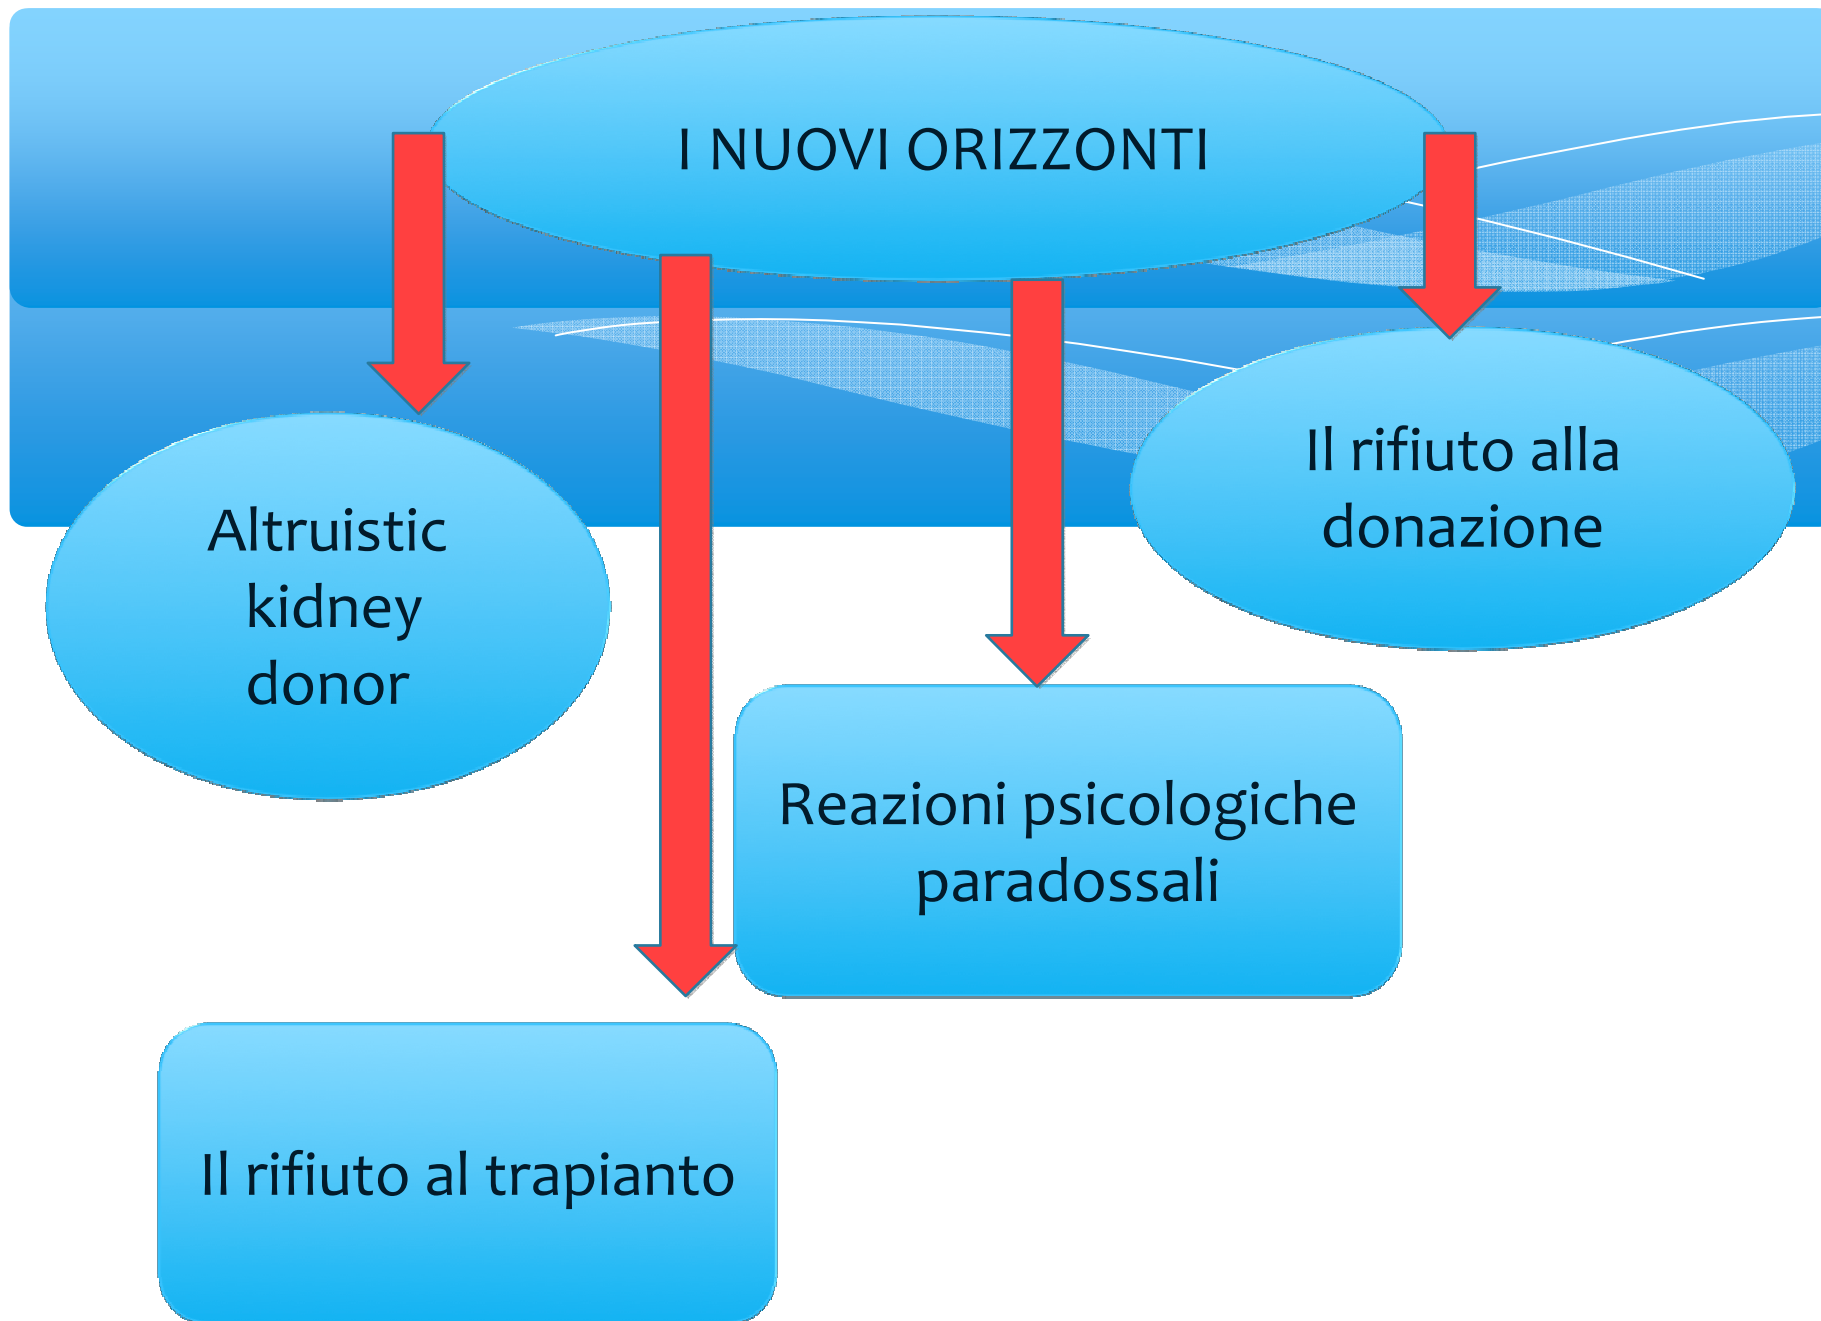 I NUOVI ORIZZONTI
Altruistic
kidney
donor
Il rifiuto alla
donazione
Reazioni psicologiche
paradossali
Il rifiuto al trapianto